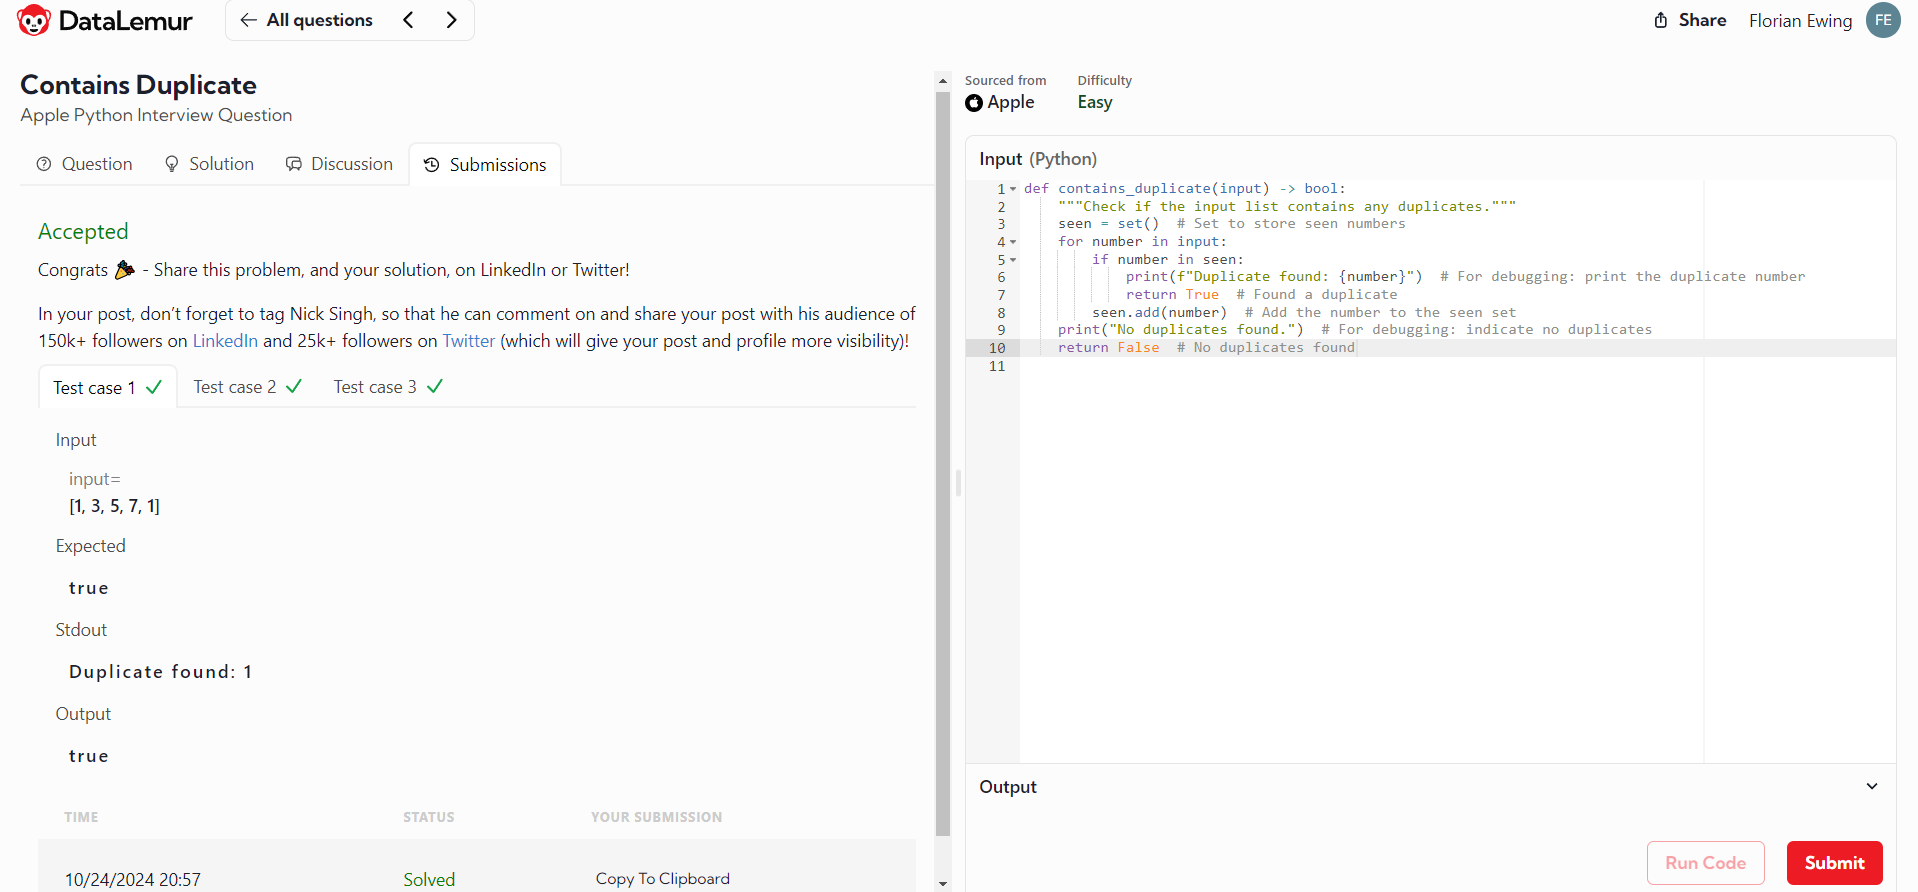 DataLemur
All questions
Share
Florian Ewing
FE
Contains Duplicate
Apple Python Interview Question
Question
Solution
Discussion
Submissions
Accepted
Congrats 🎉 - Share this problem, and your solution, on LinkedIn or Twitter!
In your post, don’t forget to tag Nick Singh, so that he can comment on and share your post with his audience of
150k+ followers on LinkedIn and 25k+ followers on Twitter (which will give your post and profile more visibility)!
Test case 1
Test case 2
Test case 3
Input
input=
[1, 3, 5, 7, 1]
Expected
true
Stdout
Duplicate found: 1
Output
true
TIME STATUS YOUR SUBMISSION
10/24/2024 20:57 Solved Copy To Clipboard
Sourced from
Apple
Difficulty
Easy
Input (Python)
1 def contains_duplicate(input) -> bool:
2 """Check if the input list contains any duplicates."""
3 seen = set()  # Set to store seen numbers
4 for number in input:
5 if number in seen:
6 print(f"Duplicate found: {number}")  # For debugging: print the duplicate number
7 return True  # Found a duplicate
8 seen.add(number)  # Add the number to the seen set
9 print("No duplicates found.")  # For debugging: indicate no duplicates
10 return False  # No duplicates found
11
Output
Run Code
Submit